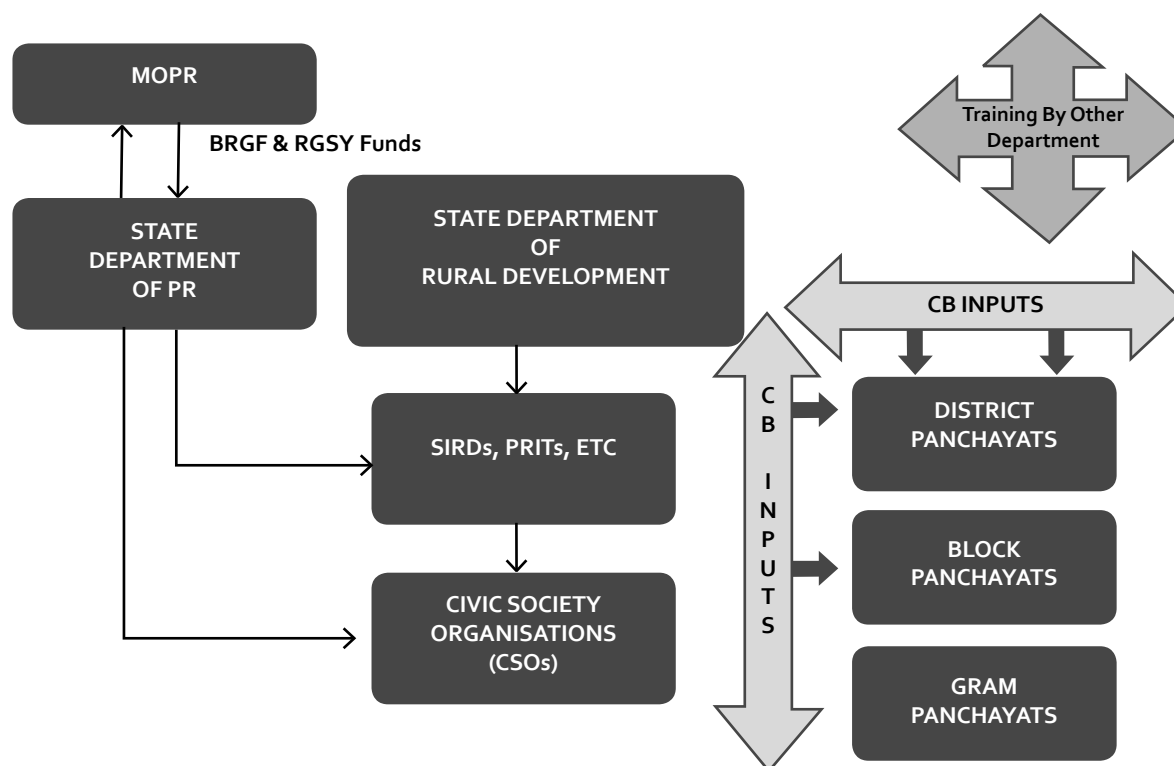 MOPR
BRGF & RGSY Funds
STATE
DEPARTMENT
OF PR
STATE DEPARTMENT
OF
RURAL DEVELOPMENT
SIRDs, PRITs, ETC
CIVIC SOCIETY
ORGANISATIONS
(CSOs)
Training By Other
Department
CB INPUTS
C
B
I
N
P
U
T
S
DISTRICT
PANCHAYATS
BLOCK
PANCHAYATS
GRAM
PANCHAYATS